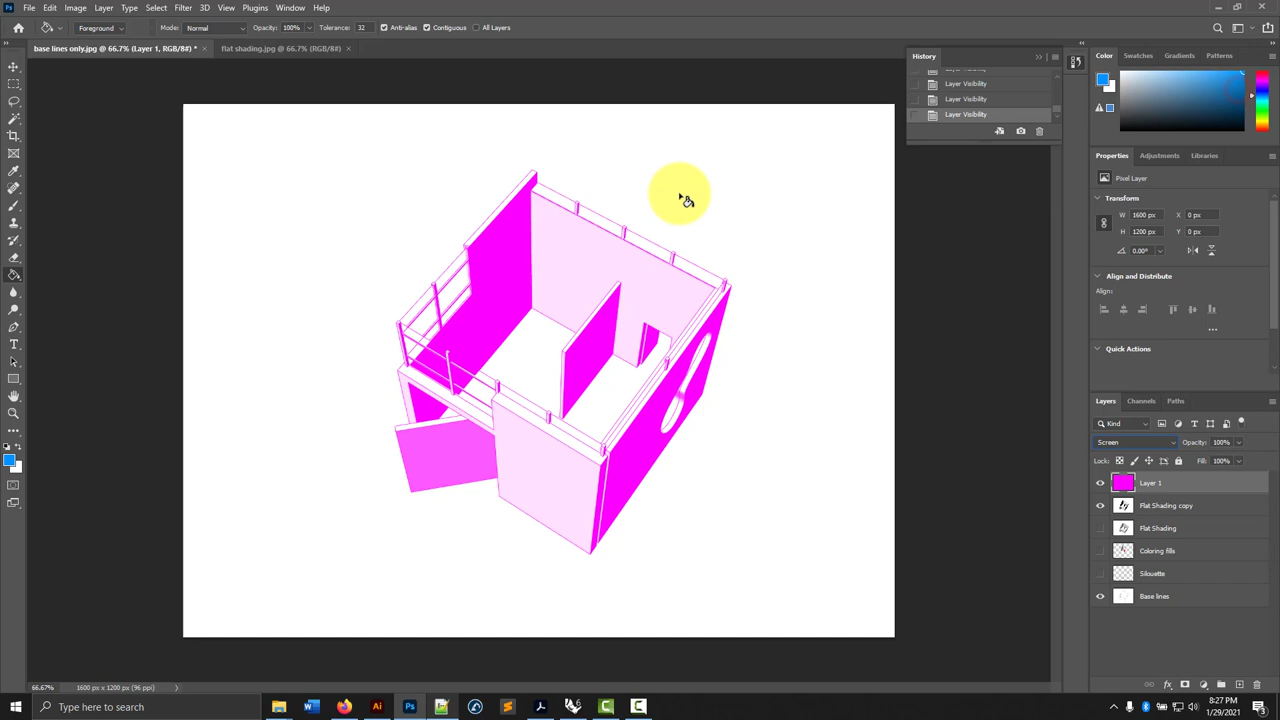 Ps File Edit Image Layer Type Select Filter 3D View Plugins Window Help
Foreground Mode: Normal Opacity: 100% Tolerance: 32 Anti-alias Contiguous All Layers
base lines only.jpg @ 66.7% (Layer 1, RGB/8#) * × flat shading.jpg @ 66.7% (RGB/8#) ×
History
Layer Visibility
Layer Visibility
Layer Visibility
Color Swatches Gradients Patterns
Properties Adjustments Libraries
Pixel Layer
Transform
W 1600 px X 0 px
H 1200 px Y 0 px
0.00°
Align and Distribute
Align:
Quick Actions
Layers Channels Paths
Kind
Screen Opacity: 100%
Lock: Fill: 100%
Layer 1
Flat Shading copy
Flat Shading
Coloring fills
Silouette
Base lines
66.67% 1600 px x 1200 px (96 ppi)
Type here to search
Ai Ps
8:27 PM
1/29/2021